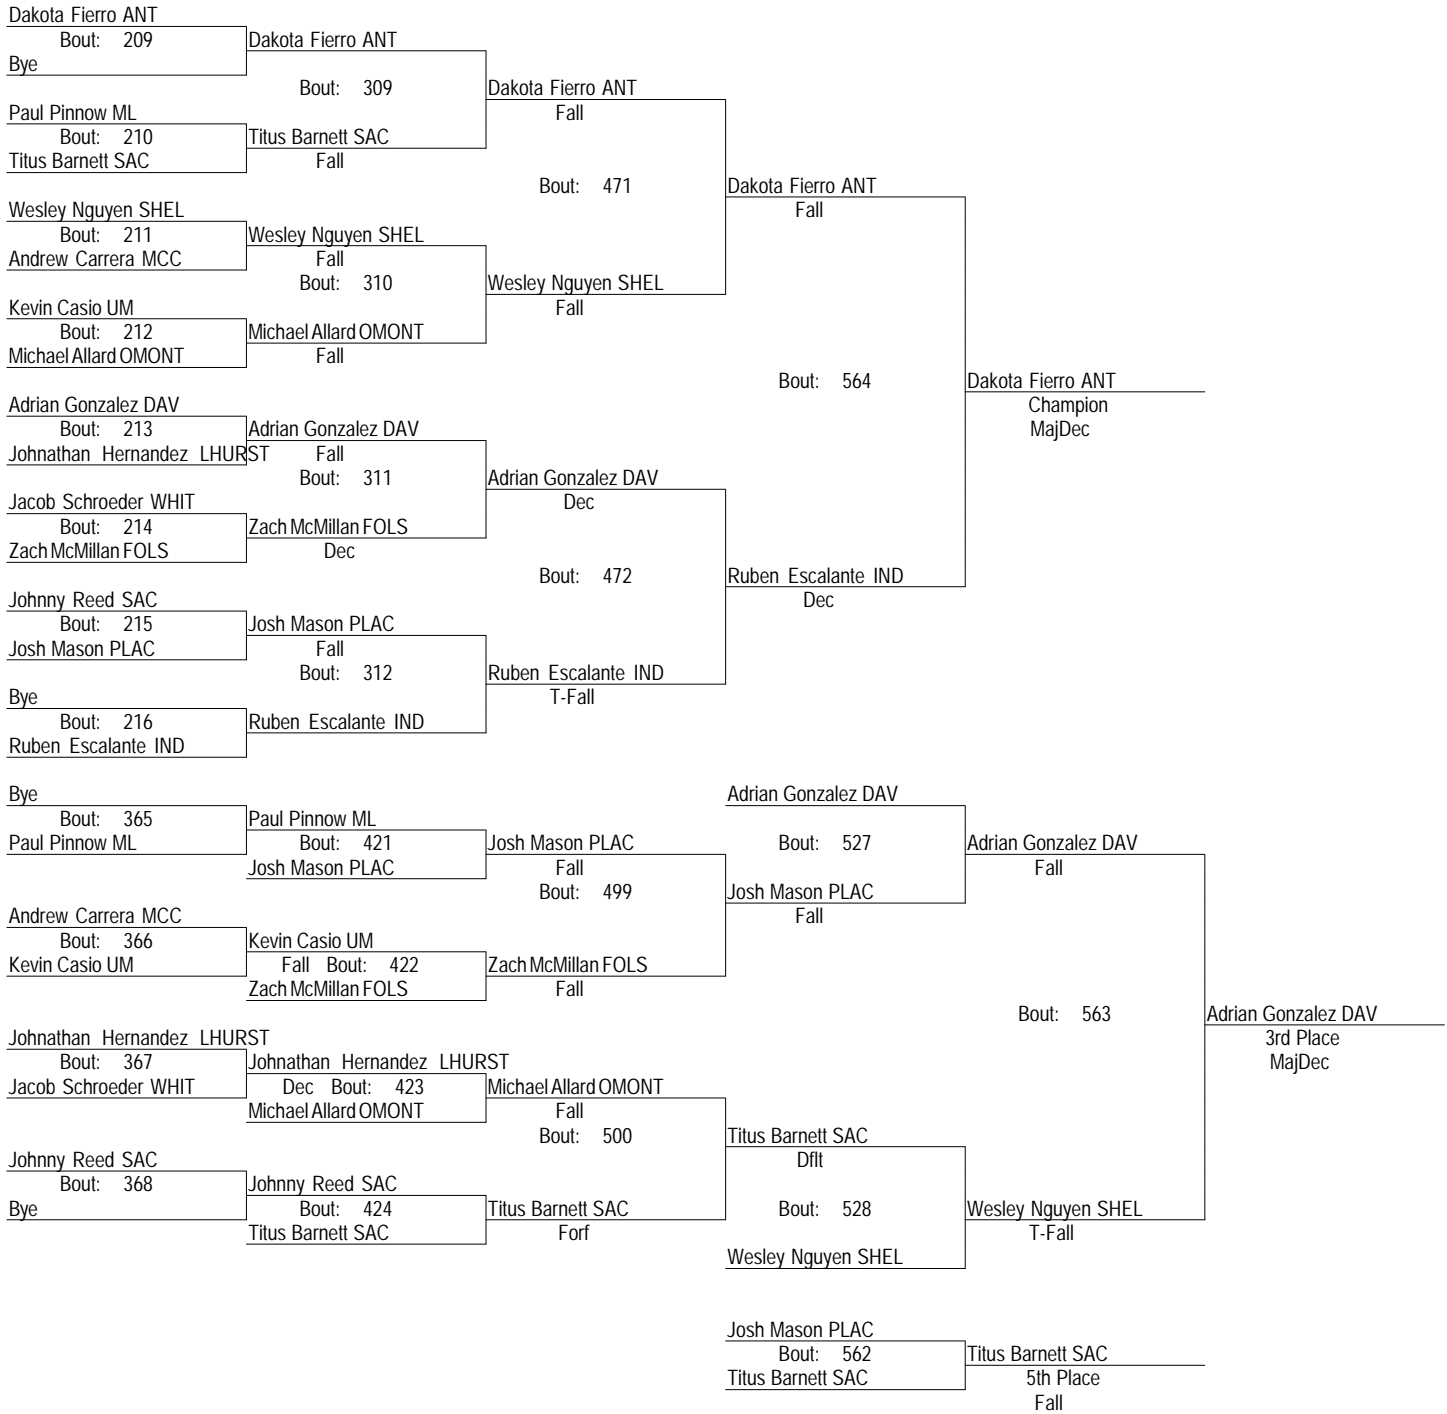 Dakota Fierro ANT
Bout: 209
Dakota Fierro ANT
Bye
Bout: 309
Dakota Fierro ANT
Fall
Paul Pinnow ML
Bout: 210
Titus Barnett SAC
Titus Barnett SAC
Fall
Bout: 471
Dakota Fierro ANT
Fall
Wesley Nguyen SHEL
Bout: 211
Wesley Nguyen SHEL
Andrew Carrera MCC
Fall
Bout: 310
Wesley Nguyen SHEL
Fall
Kevin Casio UM
Bout: 212
Michael Allard OMONT
Michael Allard OMONT
Fall
Bout: 564
Dakota Fierro ANT
Champion
MajDec
Adrian Gonzalez DAV
Bout: 213
Adrian Gonzalez DAV
Johnathan Hernandez LHURST
Fall
Bout: 311
Adrian Gonzalez DAV
Dec
Jacob Schroeder WHIT
Bout: 214
Zach McMillan FOLS
Zach McMillan FOLS
Dec
Bout: 472
Ruben Escalante IND
Dec
Johnny Reed SAC
Bout: 215
Josh Mason PLAC
Josh Mason PLAC
Fall
Bout: 312
Ruben Escalante IND
T-Fall
Bye
Bout: 216
Ruben Escalante IND
Ruben Escalante IND
Bye
Adrian Gonzalez DAV
Bout: 365
Paul Pinnow ML
Paul Pinnow ML
Bout: 421
Josh Mason PLAC
Bout: 527
Adrian Gonzalez DAV
Josh Mason PLAC
Fall
Fall
Bout: 499
Josh Mason PLAC
Fall
Andrew Carrera MCC
Bout: 366
Kevin Casio UM
Kevin Casio UM
Fall Bout: 422
Zach McMillan FOLS
Zach McMillan FOLS
Fall
Bout: 563
Adrian Gonzalez DAV
3rd Place
MajDec
Johnathan Hernandez LHURST
Bout: 367
Johnathan Hernandez LHURST
Jacob Schroeder WHIT
Dec Bout: 423
Michael Allard OMONT
Michael Allard OMONT
Fall
Bout: 500
Titus Barnett SAC
Dflt
Johnny Reed SAC
Bout: 368
Johnny Reed SAC
Bye
Bout: 424
Titus Barnett SAC
Bout: 528
Wesley Nguyen SHEL
Titus Barnett SAC
Forf
T-Fall
Wesley Nguyen SHEL
Josh Mason PLAC
Bout: 562
Titus Barnett SAC
Titus Barnett SAC
5th Place
Fall